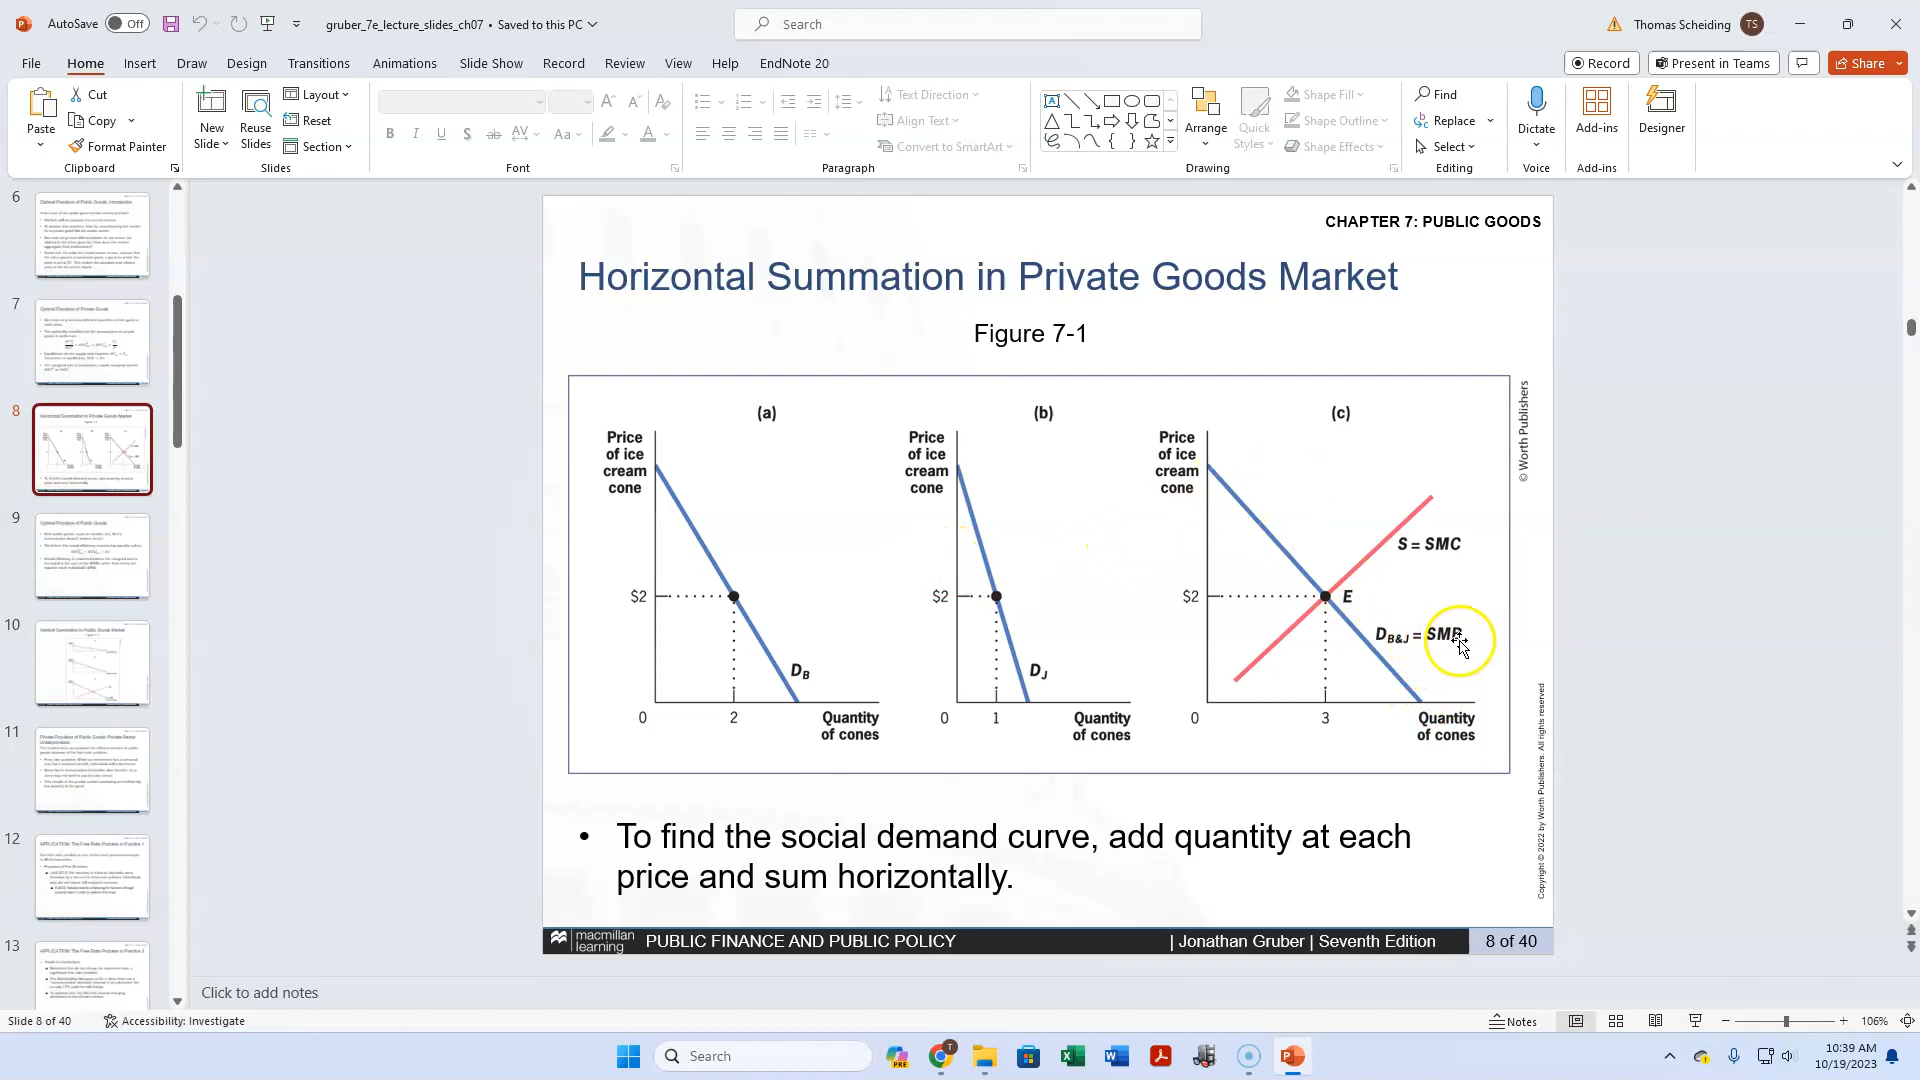 AutoSave Off
gruber_7e_lecture_slides_ch07 • Saved to this PC
Search
Thomas Scheiding TS
File Home Insert Draw Design Transitions Animations Slide Show Record Review View Help EndNote 20
Record Present in Teams Share
Paste Cut Copy Format Painter
Clipboard
New Slide Reuse Slides Layout Reset Section
Slides
Font
Text Direction
Align Text
Convert to SmartArt
Paragraph
Arrange Quick Styles Shape Fill Shape Outline Shape Effects
Drawing
Find
Replace
Select
Editing
Dictate
Voice
Add-ins
Add-ins
Designer
6
7
8
9
10
11
12
13
CHAPTER 7: PUBLIC GOODS
Horizontal Summation in Private Goods Market
Figure 7-1
(a)
Price
of ice
cream
cone
$2
D_B
0 2 Quantity
of cones
(b)
Price
of ice
cream
cone
$2
D_J
0 1 Quantity
of cones
(c)
Price
of ice
cream
cone
S = SMC
$2
E
D_B&J = SMB
0 3 Quantity
of cones
© Worth Publishers
Copyright © 2022 by Worth Publishers. All rights reserved
• To find the social demand curve, add quantity at each
price and sum horizontally.
macmillan learning PUBLIC FINANCE AND PUBLIC POLICY | Jonathan Gruber | Seventh Edition 8 of 40
Click to add notes
Slide 8 of 40 Accessibility: Investigate
Notes
106%
Search
10:39 AM
10/19/2023